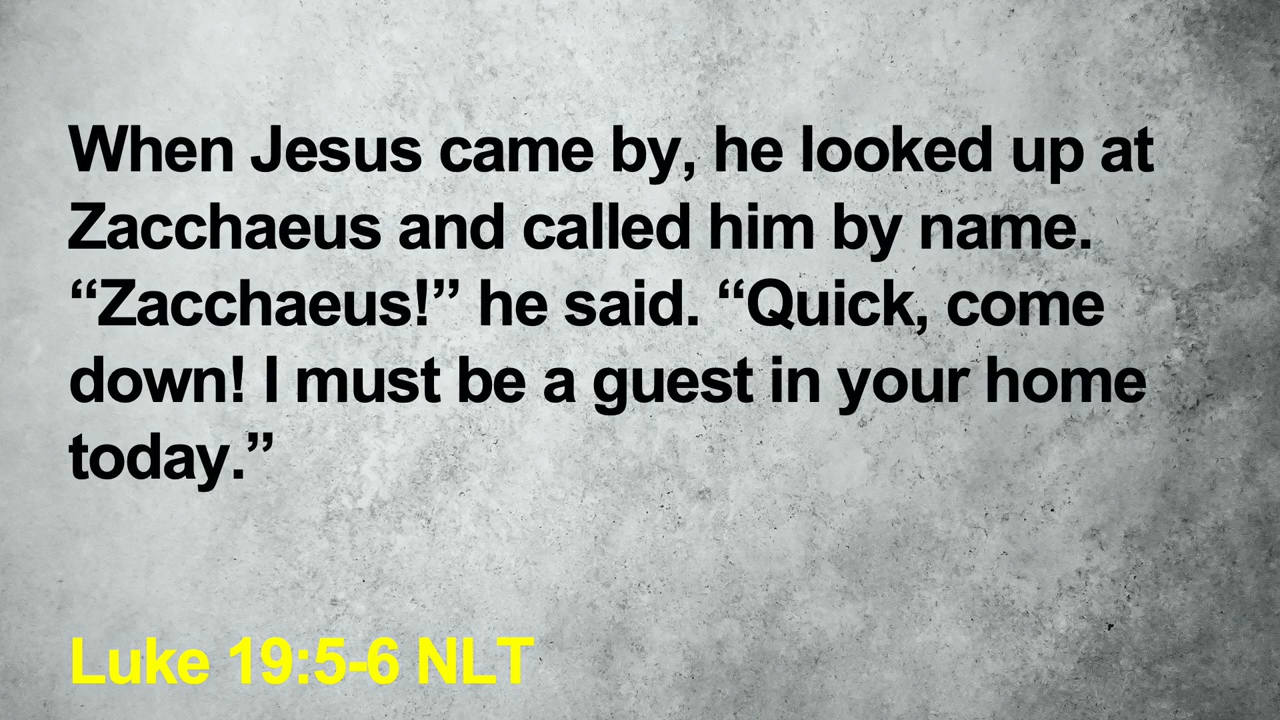 When Jesus came by, he looked up at
Zacchaeus and called him by name.
“Zacchaeus!” he said. “Quick, come
down! I must be a guest in your home
today.”
Luke 19:5-6 NLT